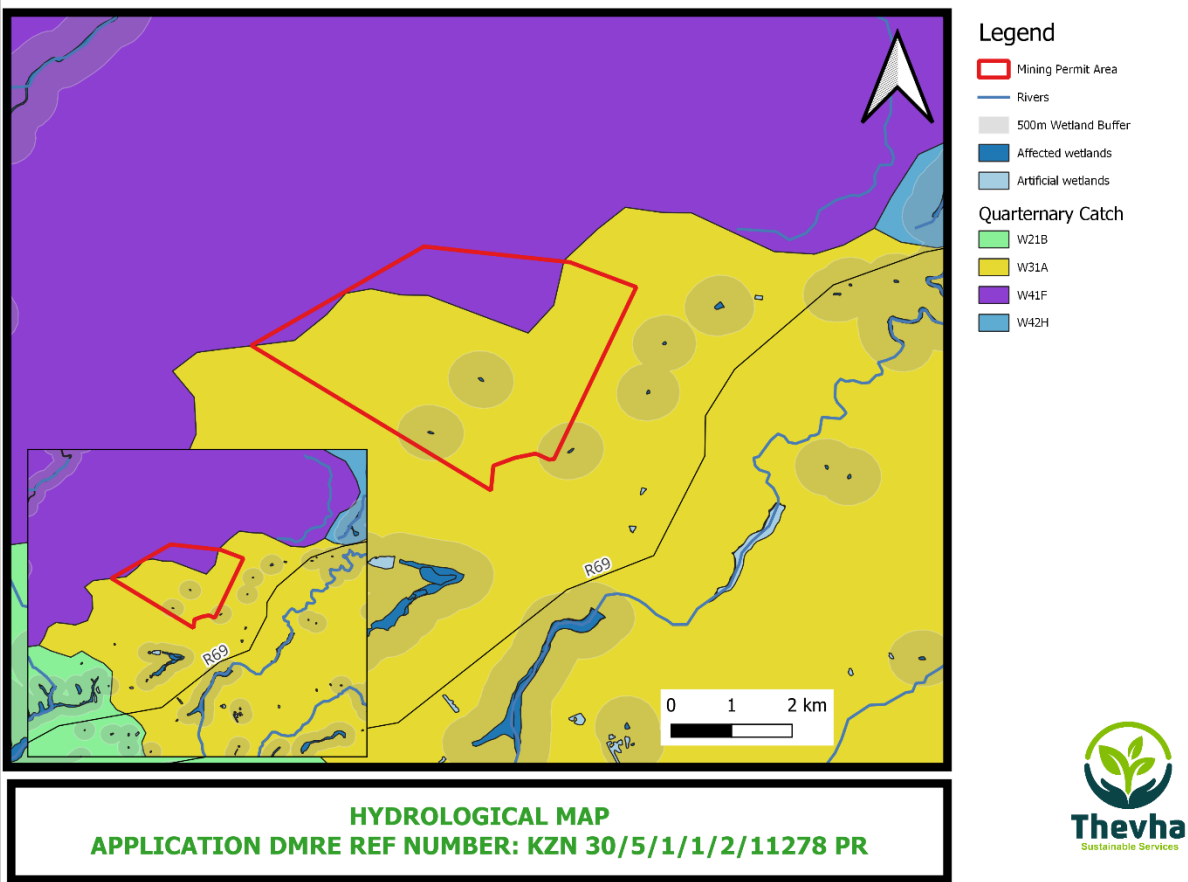 Legend
Mining Permit Area
Rivers
500m Wetland Buffer
Affected wetlands
Artificial wetlands
Quarternary Catch
W21B
W31A
W41F
W42H
R69
R69
0 1 2 km
HYDROLOGICAL MAP
APPLICATION DMRE REF NUMBER: KZN 30/5/1/1/2/11278 PR
Thevha
Sustainable Services